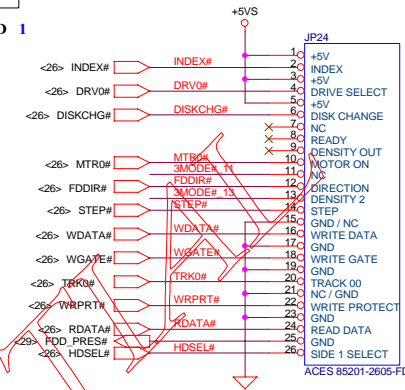 D 1
+5VS
JP24
1 +5V
<26> INDEX# INDEX# 2 INDEX
3 +5V
<26> DRV0# DRV0# 4 DRIVE SELECT
5 +5V
<26> DISKCHG# DISKCHG# 6 DISK CHANGE
7 NC
8 READY
9 DENSITY OUT
<26> MTR0# MTR0# 10 MOTOR ON
3MODE#_11 11 NC
<26> FDDIR# FDDIR# 12 DIRECTION
3MODE#_13 13 DENSITY 2
<26> STEP# STEP# 14 STEP
15 GND / NC
<26> WDATA# WDATA# 16 WRITE DATA
17 GND
<26> WGATE# WGATE# 18 WRITE GATE
19 GND
<26> TRK0# TRK0# 20 TRACK 00
21 NC / GND
<26> WRPRT# WRPRT# 22 WRITE PROTECT
23 GND
<26> RDATA# RDATA# 24 READ DATA
<29> FDD_PRES# 25 GND
<26> HDSEL# HDSEL# 26 SIDE 1 SELECT
ACES 85201-2605-FD